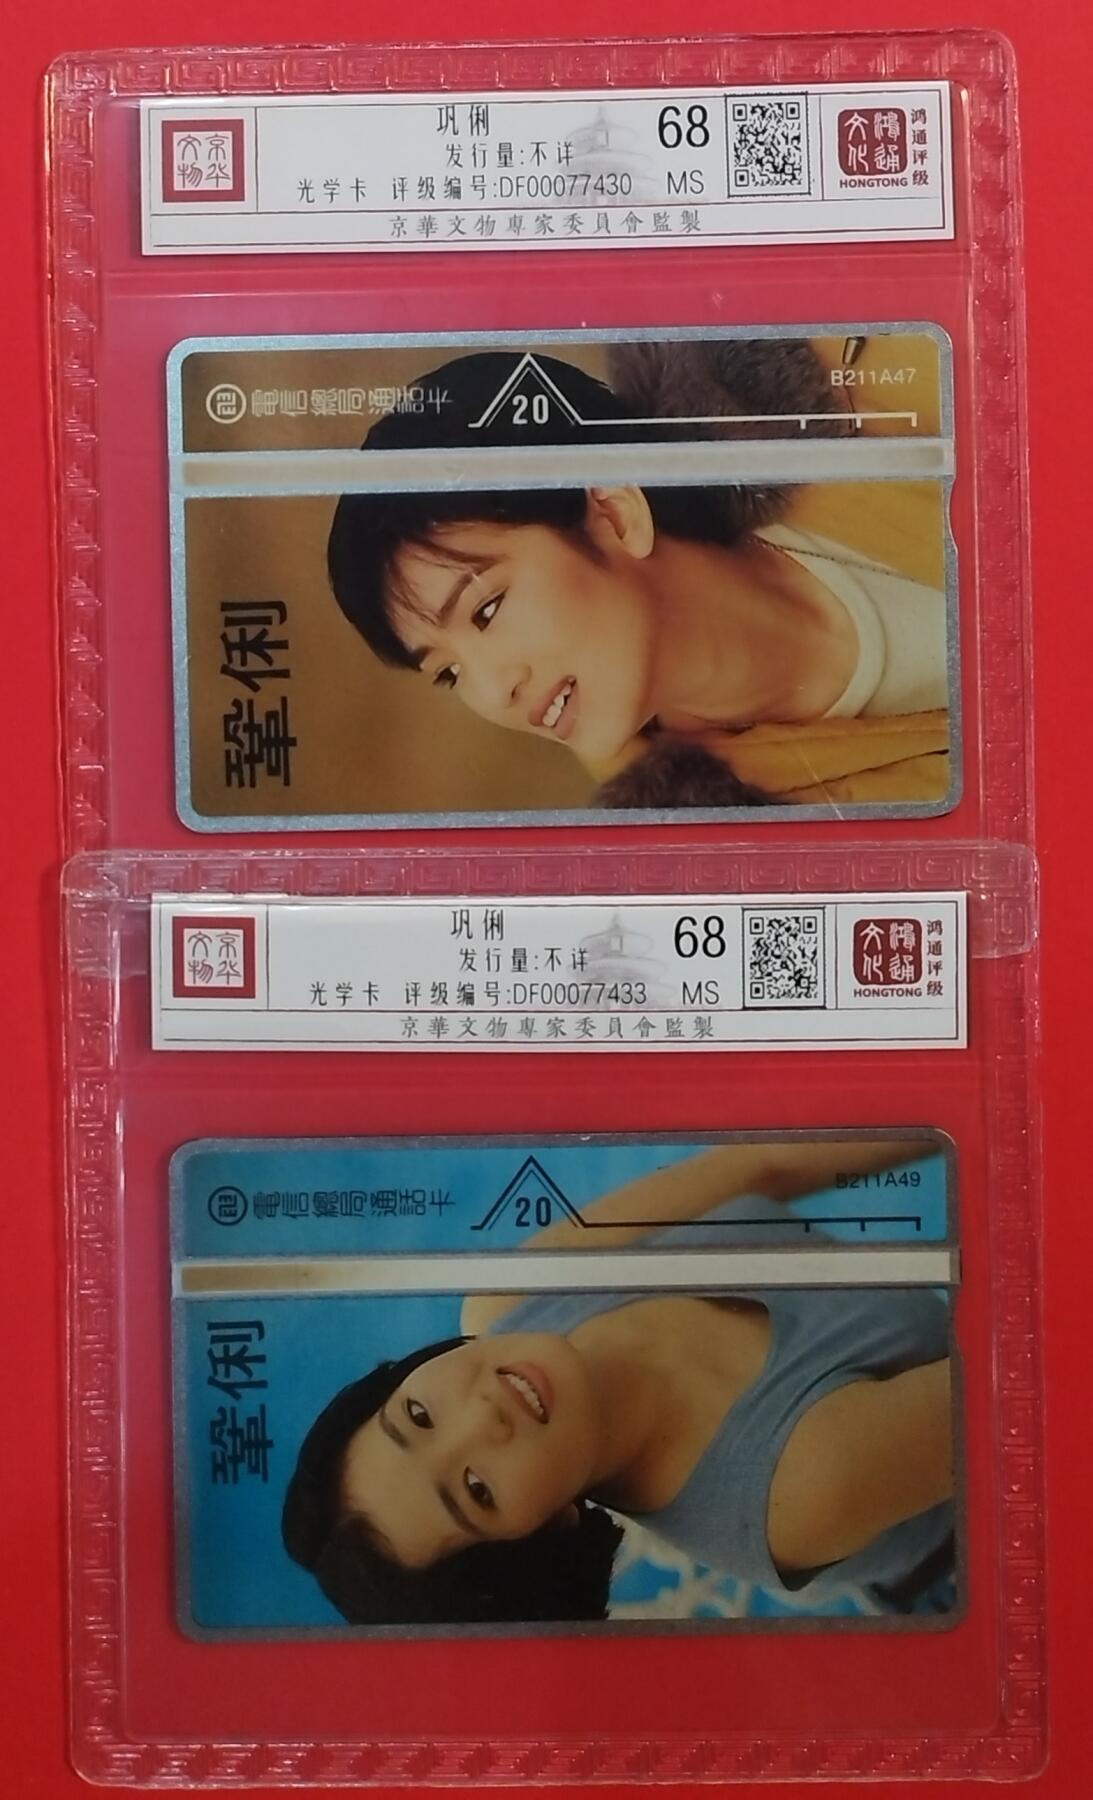 京华文物
巩俐
发行量:不详
光学卡 评级编号:DF00077430
68
MS
京華文物專家委員會監製
鴻通文化
HONGTONG
鸿通评级
電信總局通話卡
20
B211A47
鞏俐
京华文物
巩俐
发行量:不详
光学卡 评级编号:DF00077433
68
MS
京華文物專家委員會監製
鴻通文化
HONGTONG
鸿通评级
電信總局通話卡
20
B211A49
鞏俐